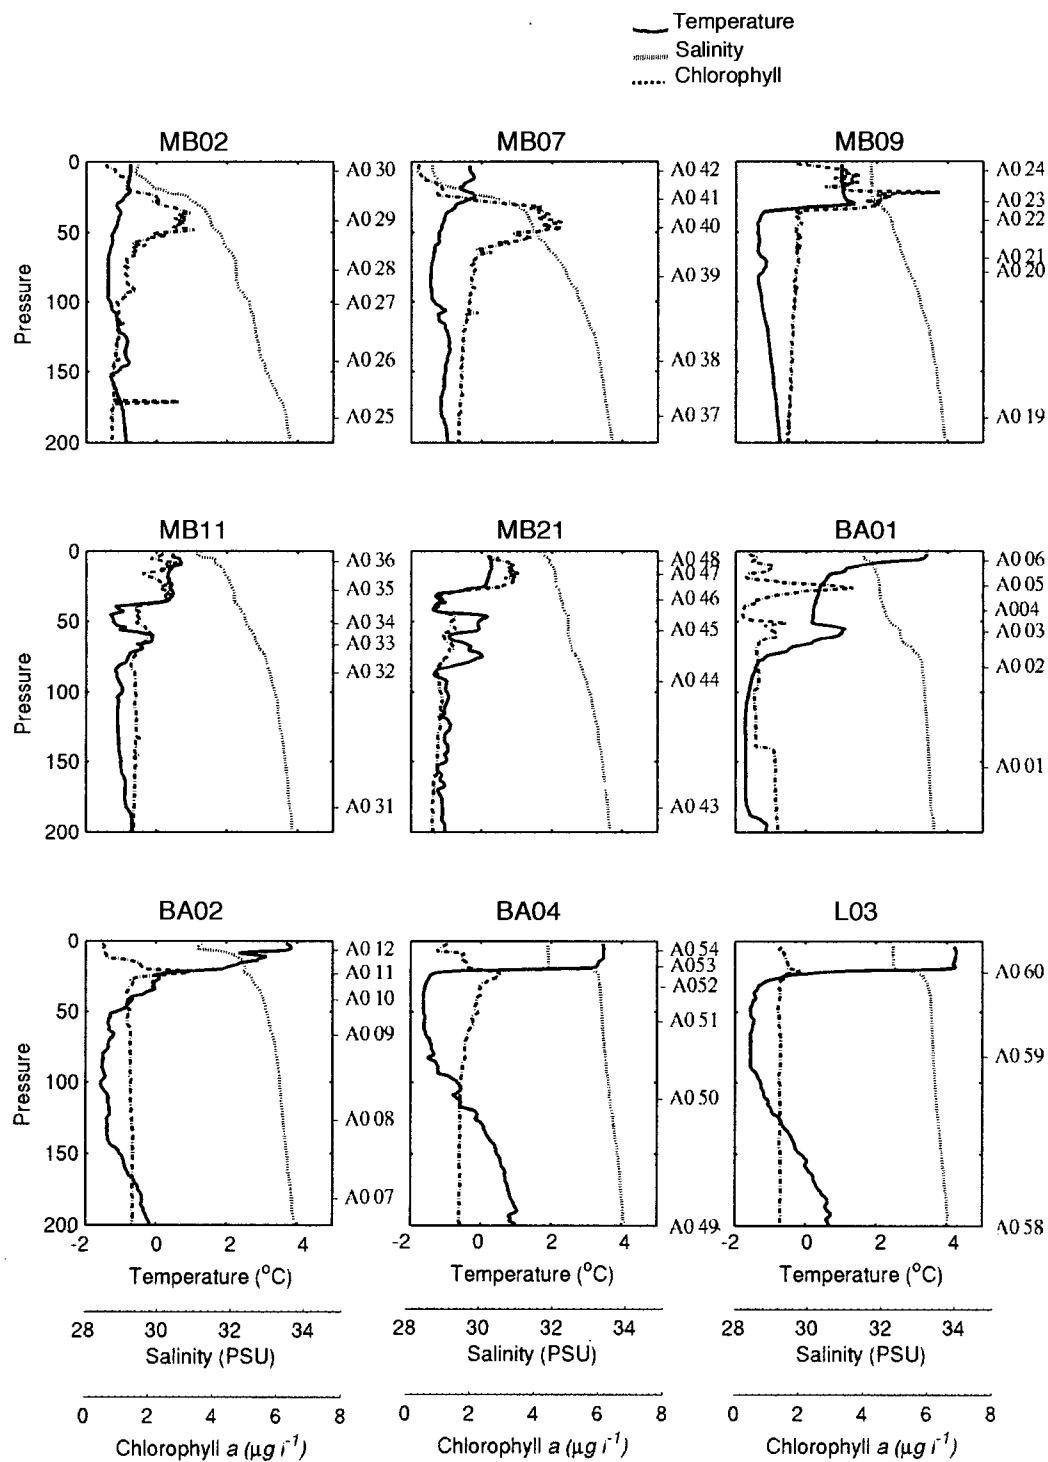 Temperature
Salinity
Chlorophyll
MB02
MB07
MB09
0
50
100
150
200
Pressure
A0 30
A0 29
A0 28
A0 27
A0 26
A0 25
A0 42
A0 41
A0 40
A0 39
A0 38
A0 37
A0 24
A0 23
A0 22
A0 21
A0 20
A0 19
MB11
MB21
BA01
0
50
100
150
200
Pressure
A0 36
A0 35
A0 34
A0 33
A0 32
A0 31
A0 48
A0 47
A0 46
A0 45
A0 44
A0 43
A0 06
A0 05
A004
A0 03
A0 02
A0 01
BA02
BA04
L03
0
50
100
150
200
Pressure
A0 12
A0 11
A0 10
A0 09
A0 08
A0 07
A0 54
A0 53
A0 52
A0 51
A0 50
A0 49
A0 60
A0 59
A0 58
-2 0 2 4
-2 0 2 4
-2 0 2 4
Temperature (°C)
Temperature (°C)
Temperature (°C)
28 30 32 34
28 30 32 34
28 30 32 34
Salinity (PSU)
Salinity (PSU)
Salinity (PSU)
0 2 4 6 8
0 2 4 6 8
0 2 4 6 8
Chlorophyll a (μg l⁻¹)
Chlorophyll a (μg l⁻¹)
Chlorophyll a (μg l⁻¹)